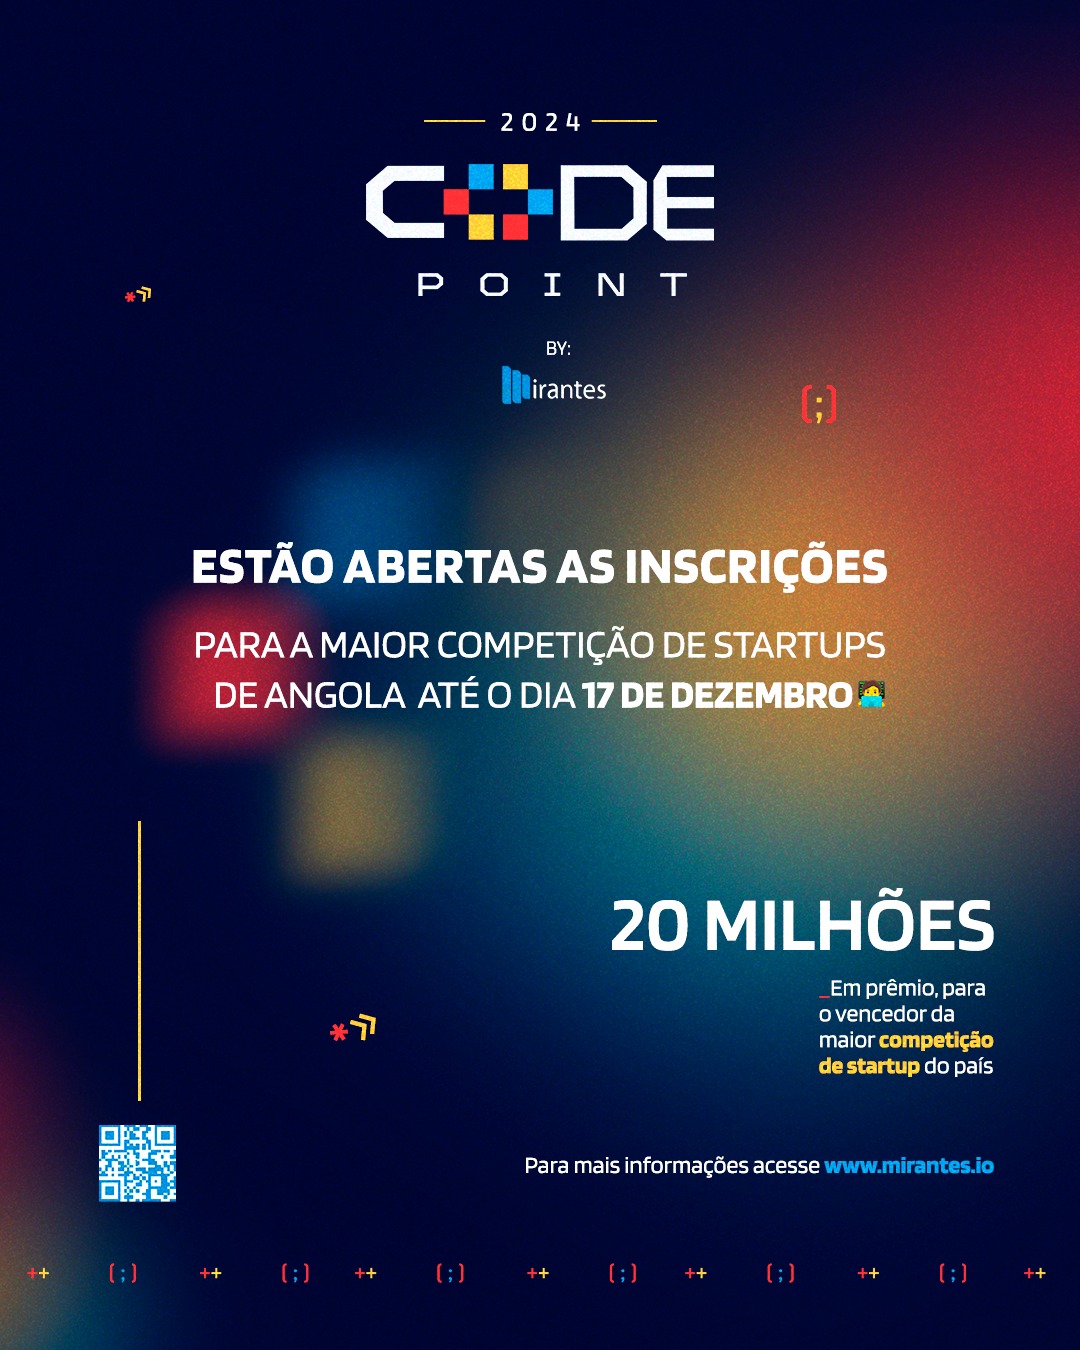 2024
CODE
POINT
BY:
Mirantes
[;]
ESTÃO ABERTAS AS INSCRIÇÕES
PARA A MAIOR COMPETIÇÃO DE STARTUPS
DE ANGOLA ATÉ O DIA 17 DE DEZEMBRO
20 MILHÕES
_Em prêmio, para
o vencedor da
maior competição
de startup do país
Para mais informações acesse www.mirantes.io
++ [;] ++ [;] ++ [;] ++ [;] ++ [;] ++ [;] ++